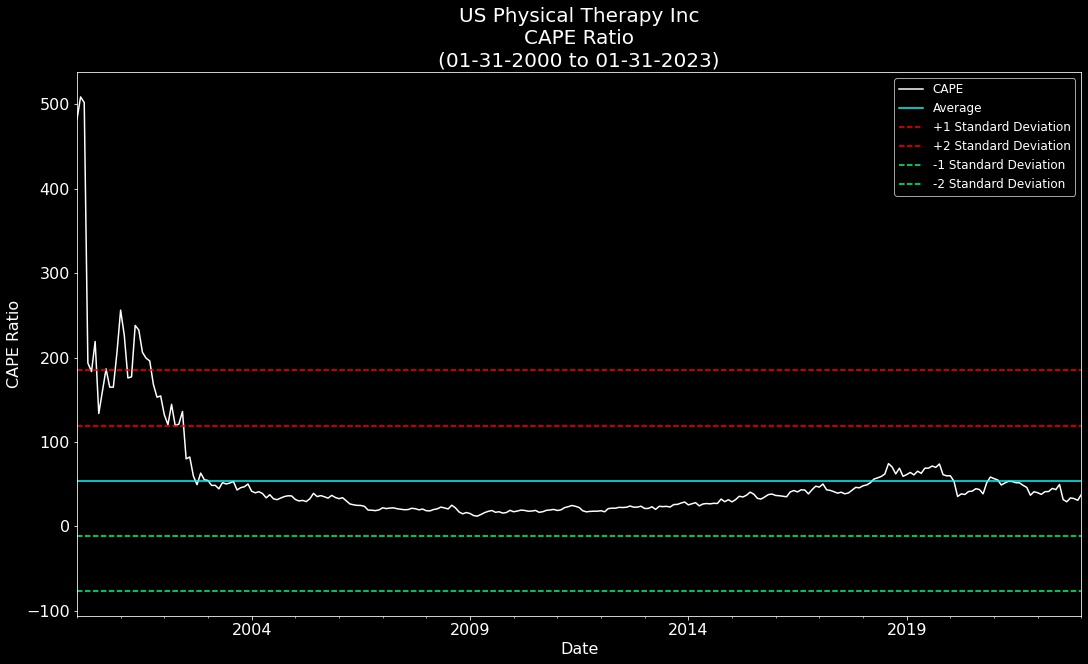 US Physical Therapy Inc
CAPE Ratio
(01-31-2000 to 01-31-2023)
CAPE
Average
+1 Standard Deviation
+2 Standard Deviation
-1 Standard Deviation
-2 Standard Deviation
CAPE Ratio
500
400
300
200
100
0
−100
2004
2009
2014
2019
Date